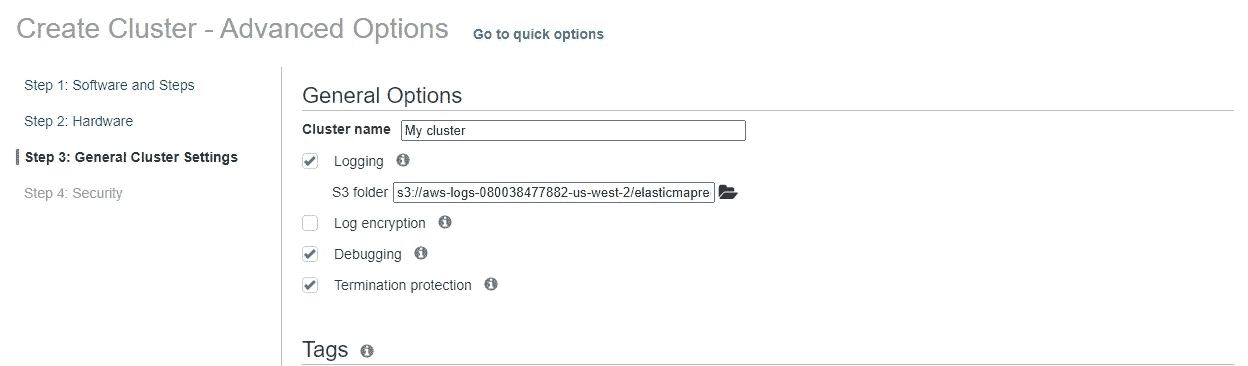 Create Cluster - Advanced Options Go to quick options
Step 1: Software and Steps
Step 2: Hardware
Step 3: General Cluster Settings
Step 4: Security
General Options
Cluster name My cluster
Logging
S3 folder s3://aws-logs-080038477882-us-west-2/elasticmapre
Log encryption
Debugging
Termination protection
Tags